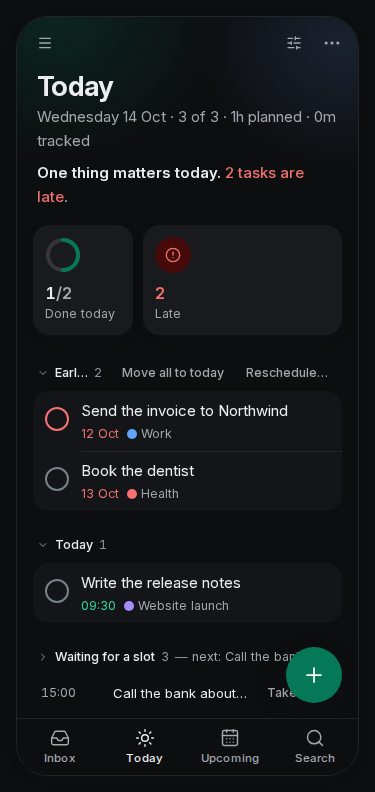 Today
Wednesday 14 Oct · 3 of 3 · 1h planned · 0m
tracked
One thing matters today. 2 tasks are
late.
1/2
Done today
2
Late
Earl… 2 Move all to today Reschedule…
Send the invoice to Northwind
12 Oct Work
Book the dentist
13 Oct Health
Today 1
Write the release notes
09:30 Website launch
Waiting for a slot 3 — next: Call the
15:00 Call the bank about…
Inbox Today Upcoming Search